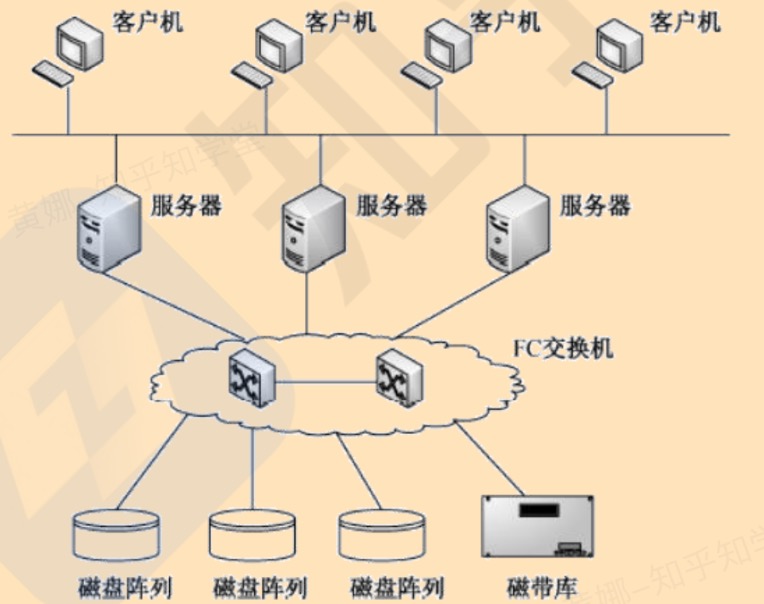 客户机 客户机 客户机 客户机
黄娜-知乎知学堂
服务器 服务器 服务器
FC交换机
磁盘阵列 磁盘阵列 磁盘阵列 磁带库
娜-知乎知学